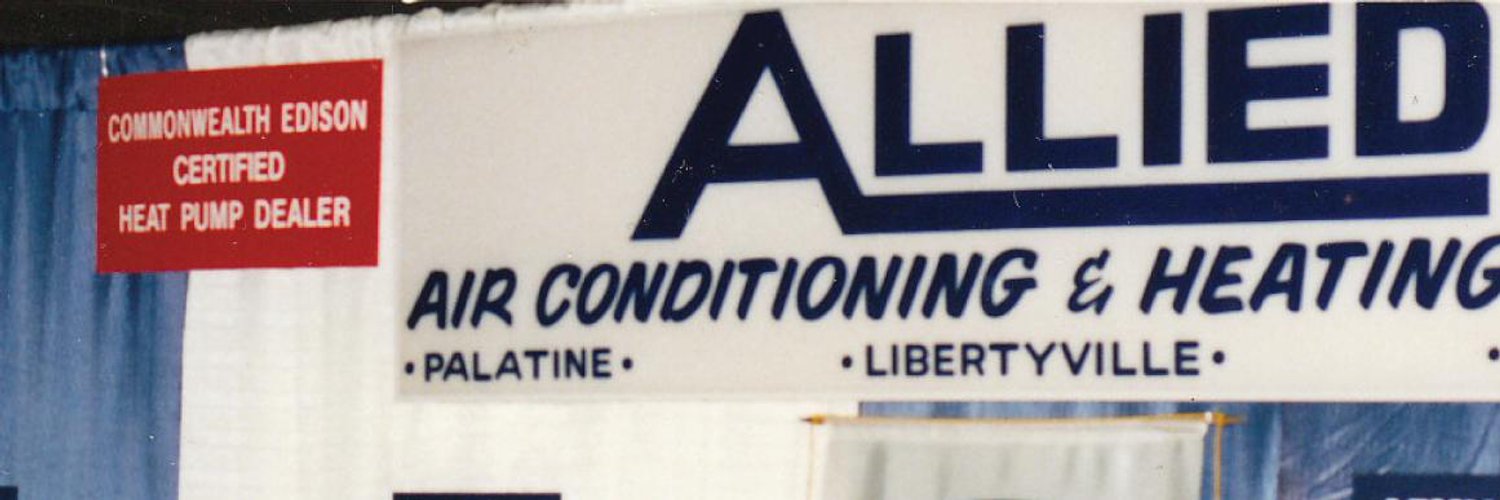 COMMONWEALTH EDISON
CERTIFIED
HEAT PUMP DEALER
ALLIED
AIR CONDITIONING & HEATING
• PALATINE • • LIBERTYVILLE • •